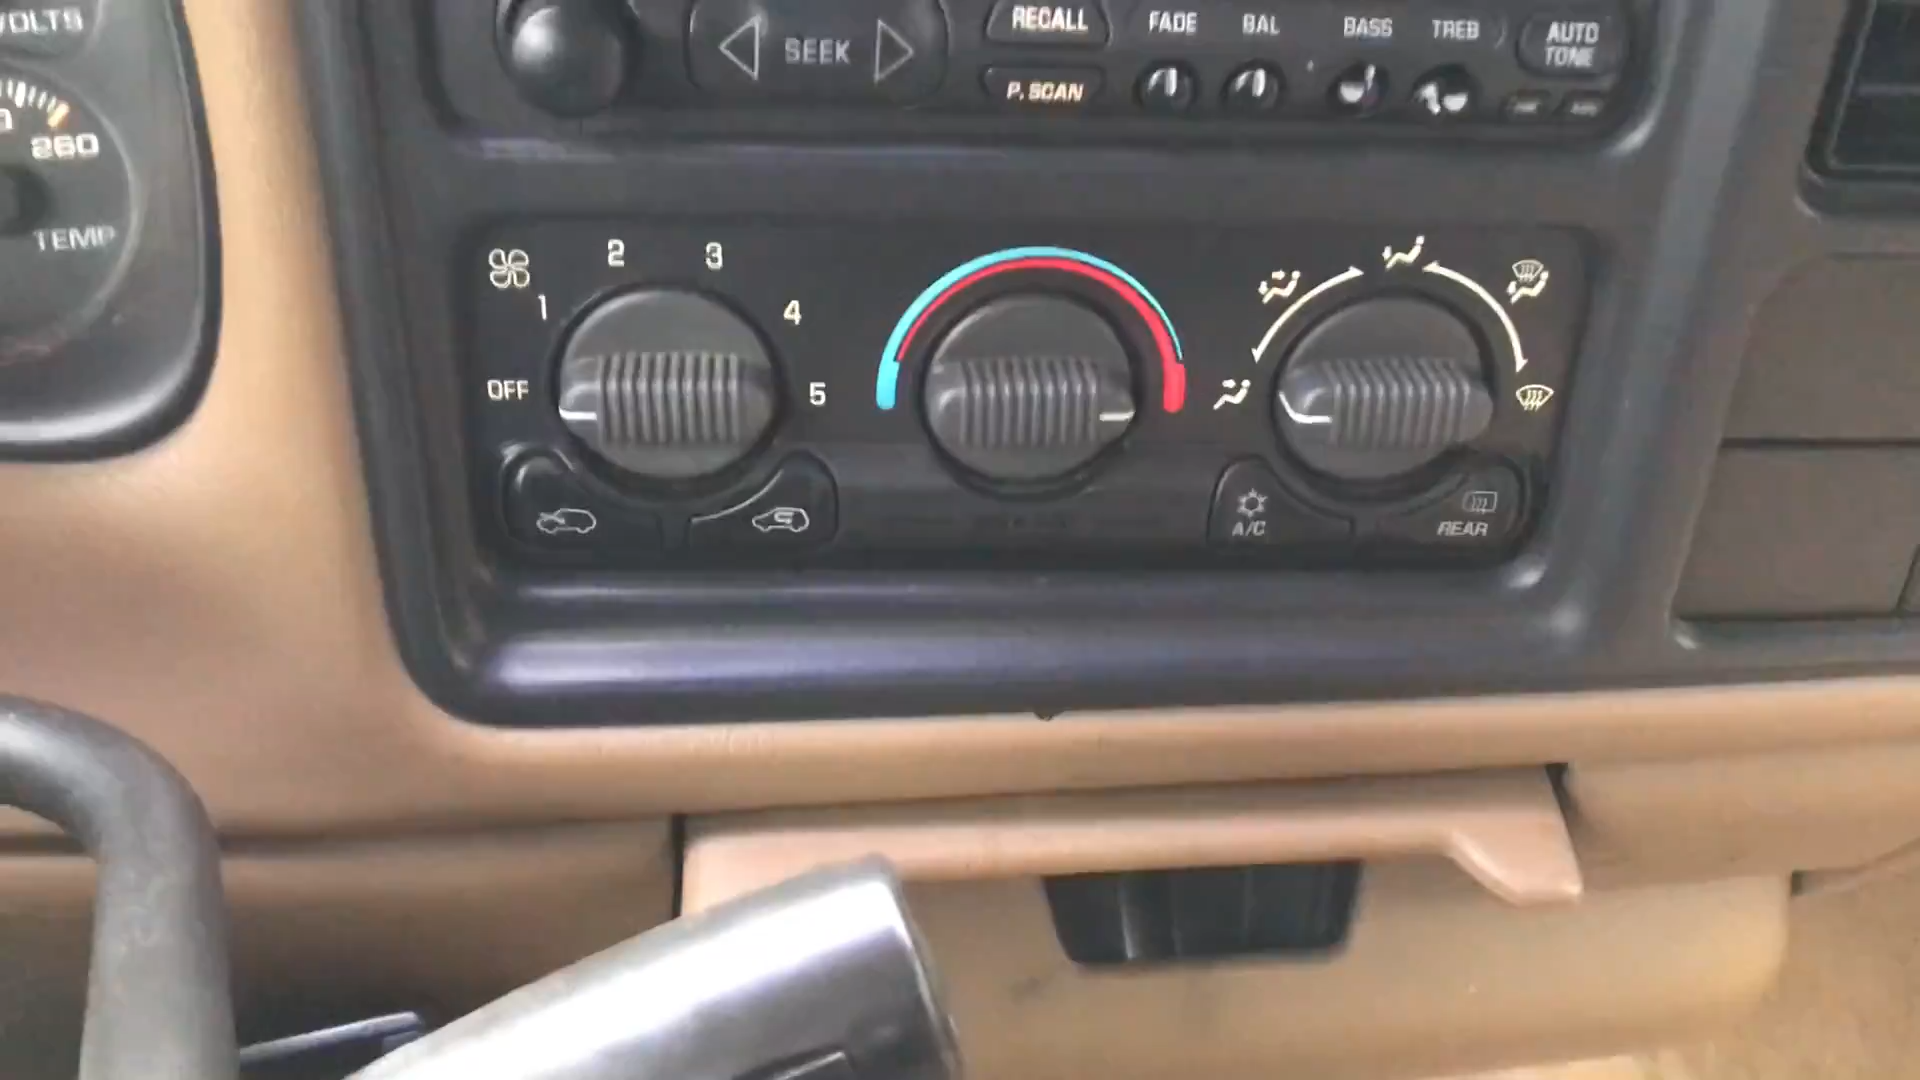 VOLTS
260
TEMP
SEEK
RECALL
P.SCAN
FADE BAL BASS TREB
AUTO
TONE
2 3
1 4
OFF 5
A/C
REAR